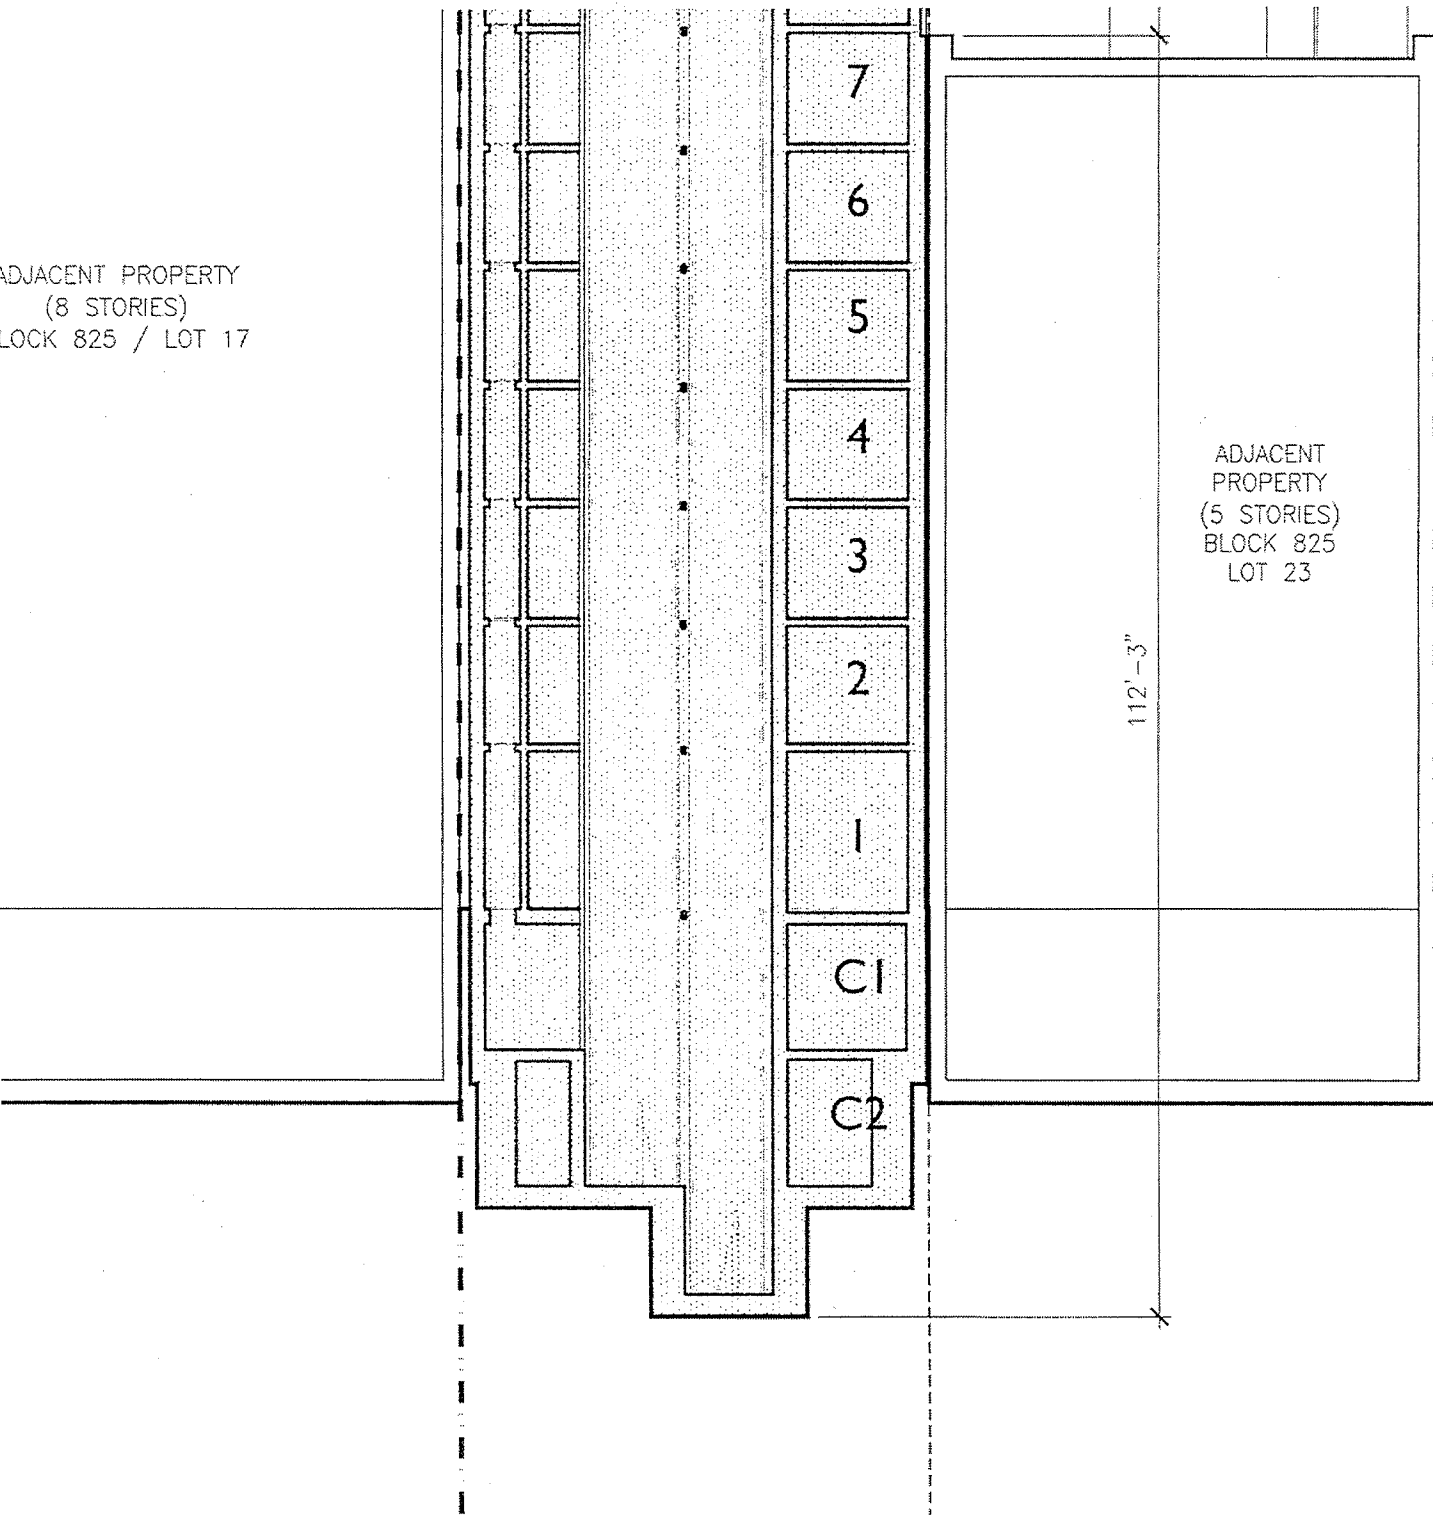 7
6
ADJACENT PROPERTY
(8 STORIES)
LOCK 825 / LOT 17
5
4
ADJACENT
PROPERTY
(5 STORIES)
BLOCK 825
LOT 23
3
2
112'-3"
1
C1
C2